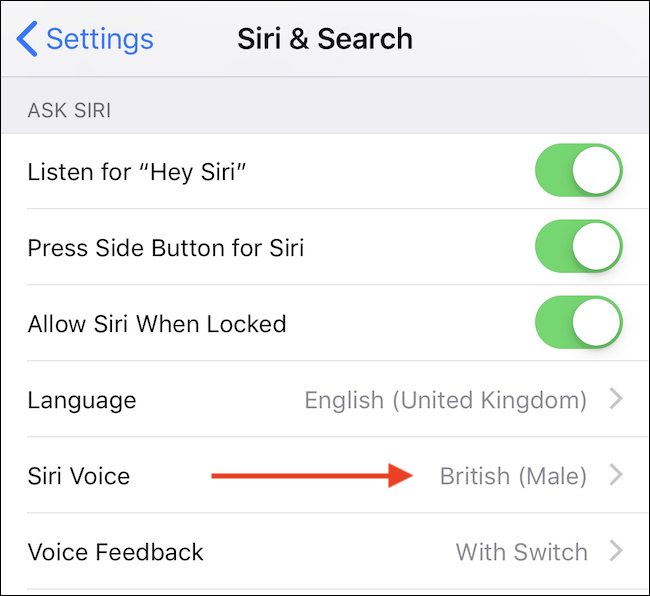 Settings Siri & Search
ASK SIRI
Listen for “Hey Siri”
Press Side Button for Siri
Allow Siri When Locked
Language English (United Kingdom)
Siri Voice British (Male)
Voice Feedback With Switch